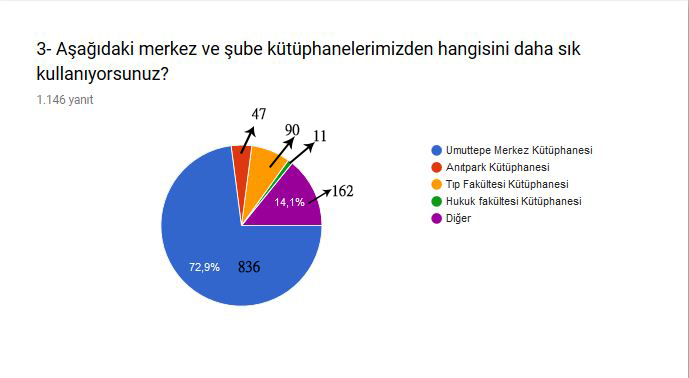 3- Aşağıdaki merkez ve şube kütüphanelerimizden hangisini daha sık
kullanıyorsunuz?
1.146 yanıt
47
90
11
162
14,1%
72,9%
836
Umuttepe Merkez Kütüphanesi
Anıtpark Kütüphanesi
Tıp Fakültesi Kütüphanesi
Hukuk fakültesi Kütüphanesi
Diğer